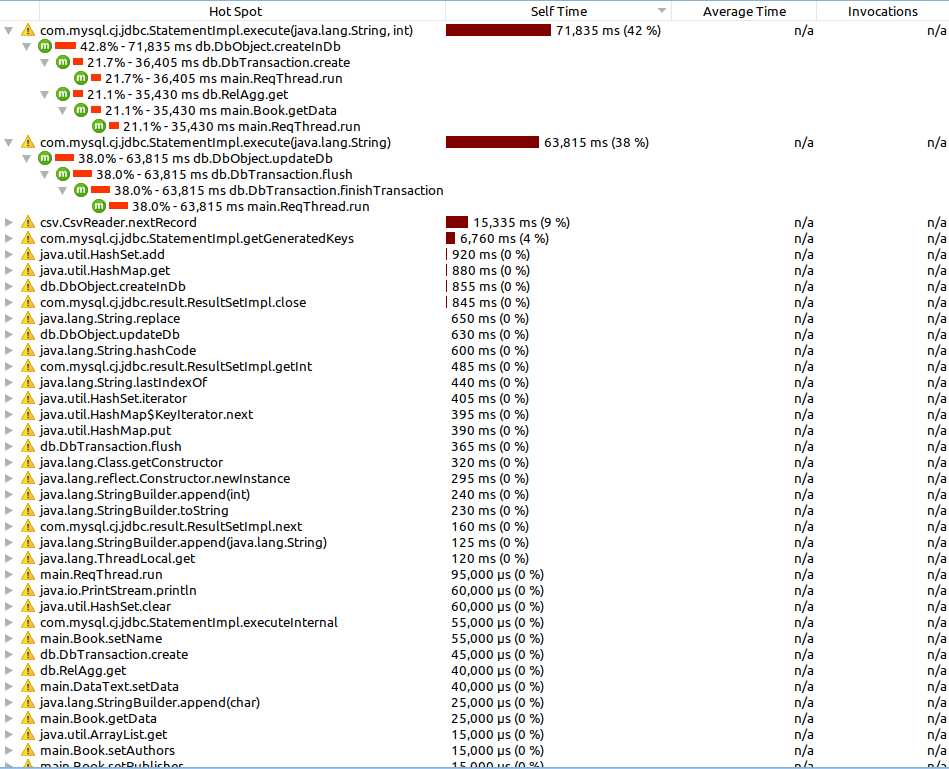 Hot Spot Self Time Average Time Invocations
com.mysql.cj.jdbc.StatementImpl.execute(java.lang.String, int) 71,835 ms (42 %) n/a n/a
m 42.8% - 71,835 ms db.DbObject.createInDb
m 21.7% - 36,405 ms db.DbTransaction.create
m 21.7% - 36,405 ms main.ReqThread.run
m 21.1% - 35,430 ms db.RelAgg.get
m 21.1% - 35,430 ms main.Book.getData
m 21.1% - 35,430 ms main.ReqThread.run
com.mysql.cj.jdbc.StatementImpl.execute(java.lang.String) 63,815 ms (38 %) n/a n/a
m 38.0% - 63,815 ms db.DbObject.updateDb
m 38.0% - 63,815 ms db.DbTransaction.flush
m 38.0% - 63,815 ms db.DbTransaction.finishTransaction
m 38.0% - 63,815 ms main.ReqThread.run
csv.CsvReader.nextRecord 15,335 ms (9 %) n/a n/a
com.mysql.cj.jdbc.StatementImpl.getGeneratedKeys 6,760 ms (4 %) n/a n/a
java.util.HashSet.add 920 ms (0 %) n/a n/a
java.util.HashMap.get 880 ms (0 %) n/a n/a
db.DbObject.createInDb 855 ms (0 %) n/a n/a
com.mysql.cj.jdbc.result.ResultSetImpl.close 845 ms (0 %) n/a n/a
java.lang.String.replace 650 ms (0 %) n/a n/a
db.DbObject.updateDb 630 ms (0 %) n/a n/a
java.lang.String.hashCode 600 ms (0 %) n/a n/a
com.mysql.cj.jdbc.result.ResultSetImpl.getInt 485 ms (0 %) n/a n/a
java.lang.String.lastIndexOf 440 ms (0 %) n/a n/a
java.util.HashSet.iterator 405 ms (0 %) n/a n/a
java.util.HashMap$KeyIterator.next 395 ms (0 %) n/a n/a
java.util.HashMap.put 390 ms (0 %) n/a n/a
db.DbTransaction.flush 365 ms (0 %) n/a n/a
java.lang.Class.getConstructor 320 ms (0 %) n/a n/a
java.lang.reflect.Constructor.newInstance 295 ms (0 %) n/a n/a
java.lang.StringBuilder.append(int) 240 ms (0 %) n/a n/a
java.lang.StringBuilder.toString 230 ms (0 %) n/a n/a
com.mysql.cj.jdbc.result.ResultSetImpl.next 160 ms (0 %) n/a n/a
java.lang.StringBuilder.append(java.lang.String) 125 ms (0 %) n/a n/a
java.lang.ThreadLocal.get 120 ms (0 %) n/a n/a
main.ReqThread.run 95,000 µs (0 %) n/a n/a
java.io.PrintStream.println 60,000 µs (0 %) n/a n/a
java.util.HashSet.clear 60,000 µs (0 %) n/a n/a
com.mysql.cj.jdbc.StatementImpl.executeInternal 55,000 µs (0 %) n/a n/a
main.Book.setName 55,000 µs (0 %) n/a n/a
db.DbTransaction.create 45,000 µs (0 %) n/a n/a
db.RelAgg.get 40,000 µs (0 %) n/a n/a
main.DataText.setData 40,000 µs (0 %) n/a n/a
java.lang.StringBuilder.append(char) 25,000 µs (0 %) n/a n/a
main.Book.getData 25,000 µs (0 %) n/a n/a
java.util.ArrayList.get 15,000 µs (0 %) n/a n/a
main.Book.setAuthors 15,000 µs (0 %) n/a n/a
main.Book.setPublisher 15,000 µs (0 %) n/a n/a